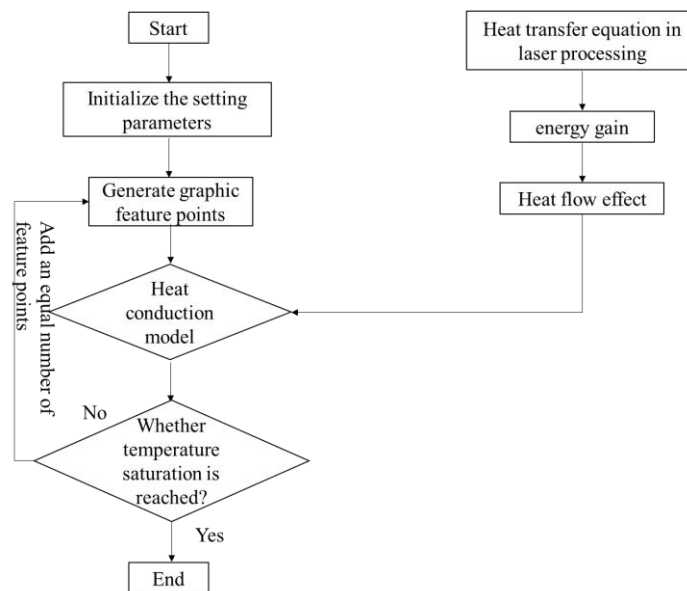 Start
Initialize the setting
parameters
Generate graphic
feature points
Heat
conduction
model
Add an equal number of
feature points
No
Whether
temperature
saturation is
reached?
Yes
End
Heat transfer equation in
laser processing
energy gain
Heat flow effect